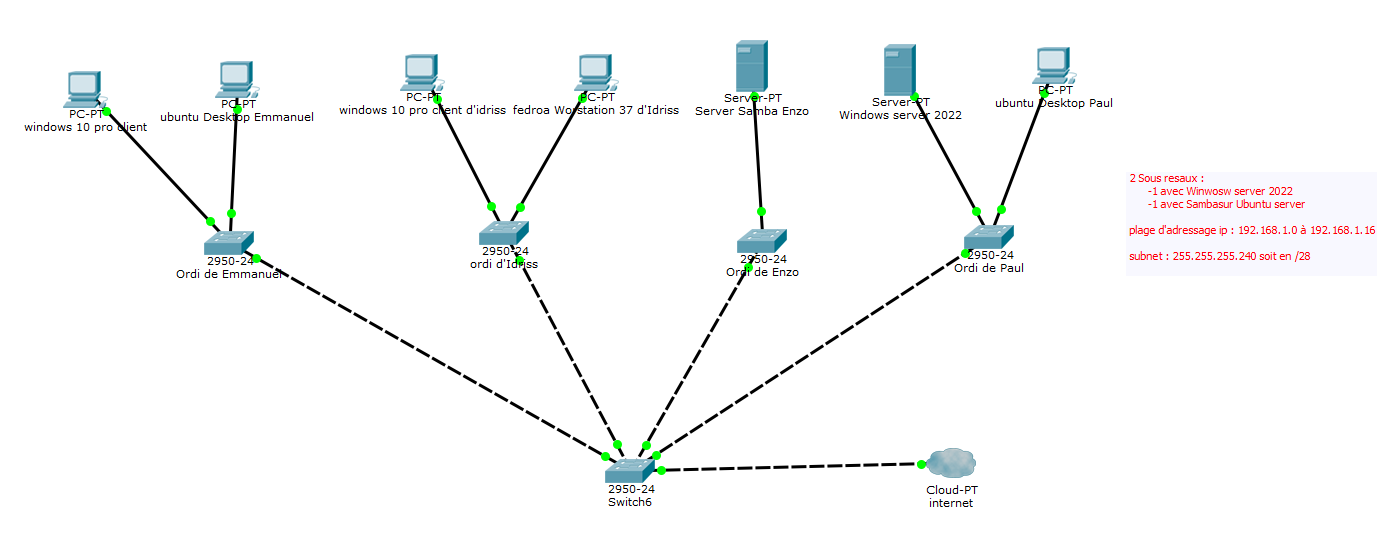 PC-PT
windows 10 pro client
PC-PT
ubuntu Desktop Emmanuel
PC-PT
windows 10 pro client d'idriss
PC-PT
fedroa Worstation 37 d'Idriss
Server-PT
Server Samba Enzo
Server-PT
Windows server 2022
PC-PT
ubuntu Desktop Paul
2 Sous resaux :
-1 avec Winwosw server 2022
-1 avec Sambasur Ubuntu server
plage d'adressage ip : 192.168.1.0 à 192.168.1.16
subnet : 255.255.255.240 soit en /28
2950-24
Ordi de Emmanuel
2950-24
ordi d'Idriss
2950-24
Ordi de Enzo
2950-24
Ordi de Paul
2950-24
Switch6
Cloud-PT
internet